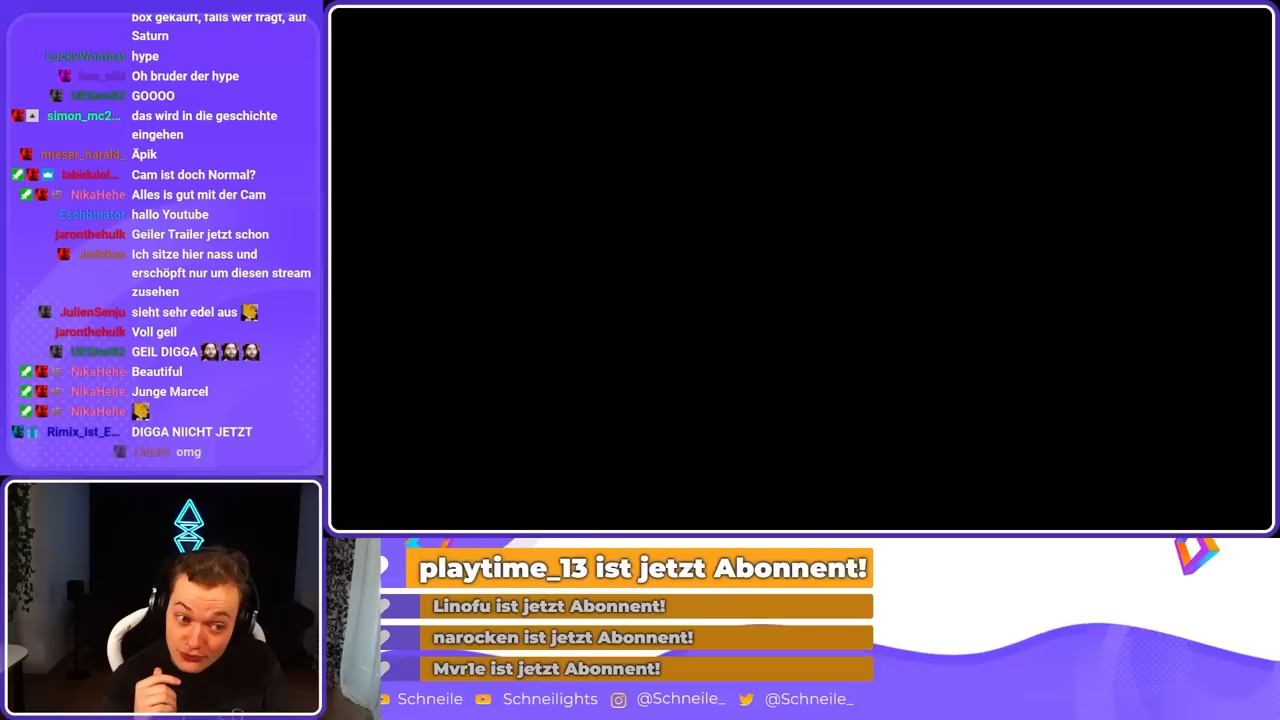 box gekauft, falls wer fragt, auf
Saturn
LuckyWombat hype
Oh bruder der hype
GOOOO
simon_mc2... das wird in die geschichte
eingehen
mieser_harald_ Äpik
labidulol... Cam ist doch Normal?
NikaHehe Alles is gut mit der Cam
Eschbinator hallo Youtube
jaronthehulk Geiler Trailer jetzt schon
Ich sitze hier nass und
erschöpft nur um diesen stream
zusehen
JulienSenju sieht sehr edel aus
jaronthehulk Voll geil
GEIL DIGGA
NikaHehe Beautiful
NikaHehe Junge Marcel
NikaHehe
Rimix_ist_E... DIGGA NIICHT JETZT
omg
playtime_13 ist jetzt Abonnent!
Linofu ist jetzt Abonnent!
narocken ist jetzt Abonnent!
Mvr1e ist jetzt Abonnent!
Schneile Schneilights @Schneile_ @Schneile_